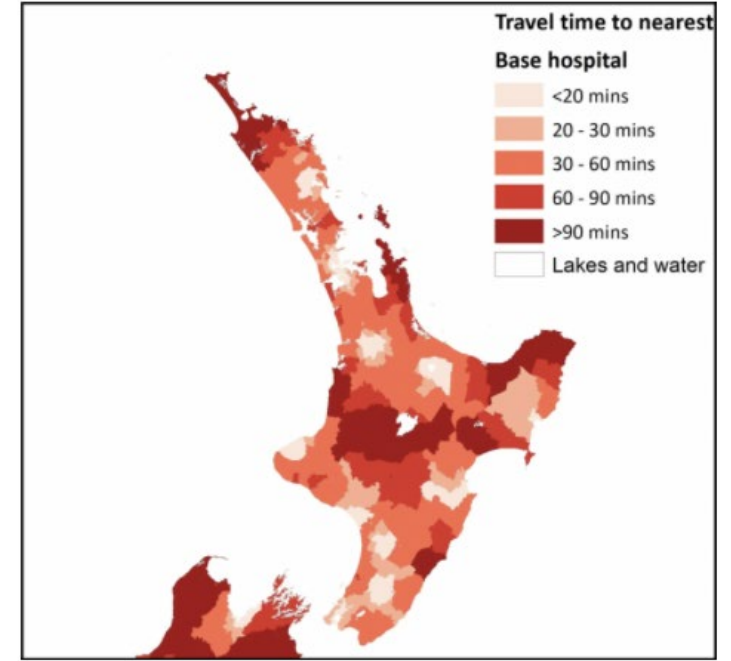 Travel time to nearest
Base hospital
<20 mins
20 - 30 mins
30 - 60 mins
60 - 90 mins
>90 mins
Lakes and water